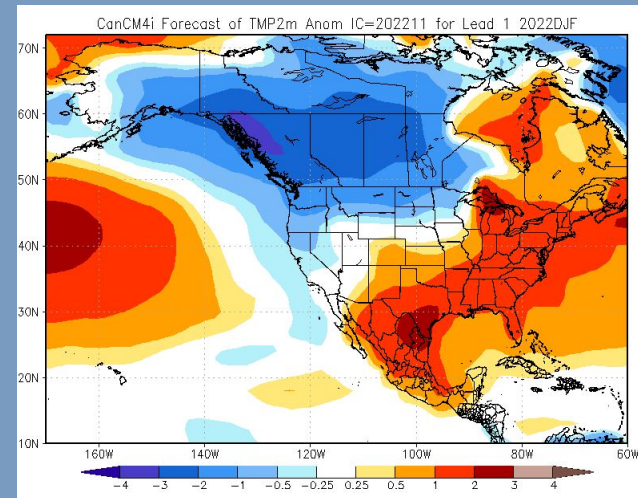 CanCM4i Forecast of TMP2m Anom IC=202211 for Lead 1 2022DJF
70N
60N
50N
40N
30N
20N
10N
160W 140W 120W 100W 80W 60W
-4 -3 -2 -1 -0.5 -0.25 0.25 0.5 1 2 3 4